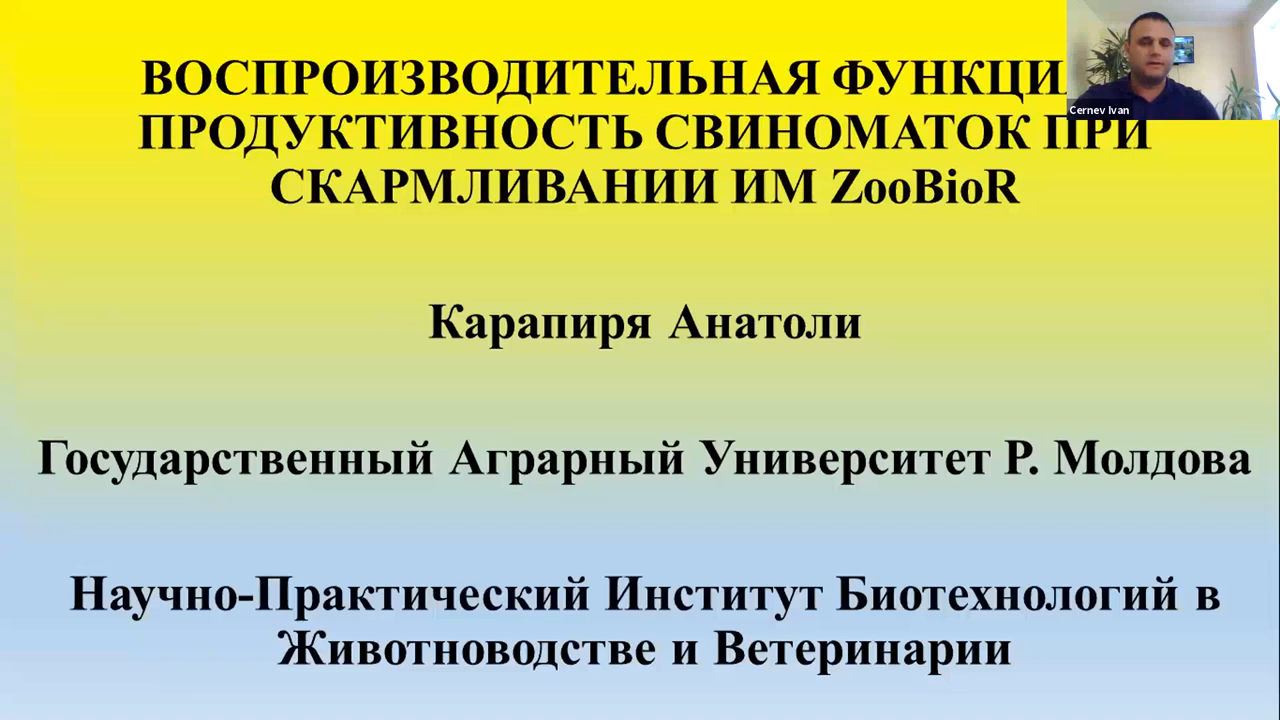 ВОСПРОИЗВОДИТЕЛЬНАЯ ФУНКЦИ
ПРОДУКТИВНОСТЬ СВИНОМАТОК ПРИ
СКАРМЛИВАНИИ ИМ ZooBioR
Cernev Ivan
Карапиря Анатоли
Государственный Аграрный Университет Р. Молдова
Научно-Практический Институт Биотехнологий в
Животноводстве и Ветеринарии